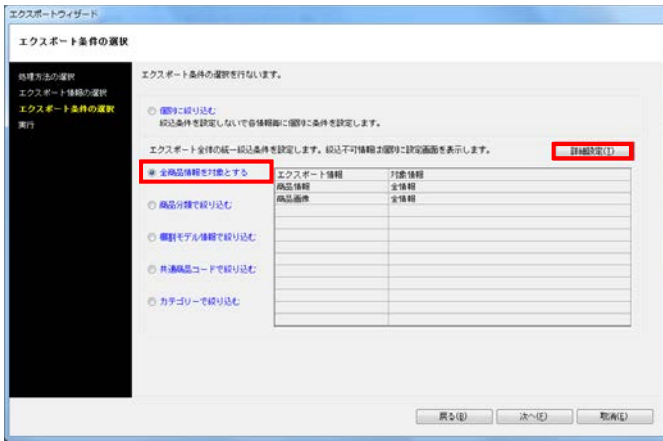 エクスポートウィザード
エクスポート条件の選択
処理方法の選択
エクスポート情報の選択
エクスポート条件の選択
実行
エクスポート条件の選択を行ないます。
個別に絞り込む
絞込条件を設定しないで各情報毎に個別に条件を設定します。
エクスポート全体の統一絞込条件を設定します。絞込不可情報は個別に設定画面を表示します。
詳細設定(T)
全商品情報を対象とする
商品分類で絞り込む
棚割モデル情報で絞り込む
共通商品コードで絞り込む
カテゴリーで絞り込む
エクスポート情報 対象情報
商品情報 全情報
商品画像 全情報
戻る(B) 次へ(F) 取消(E)